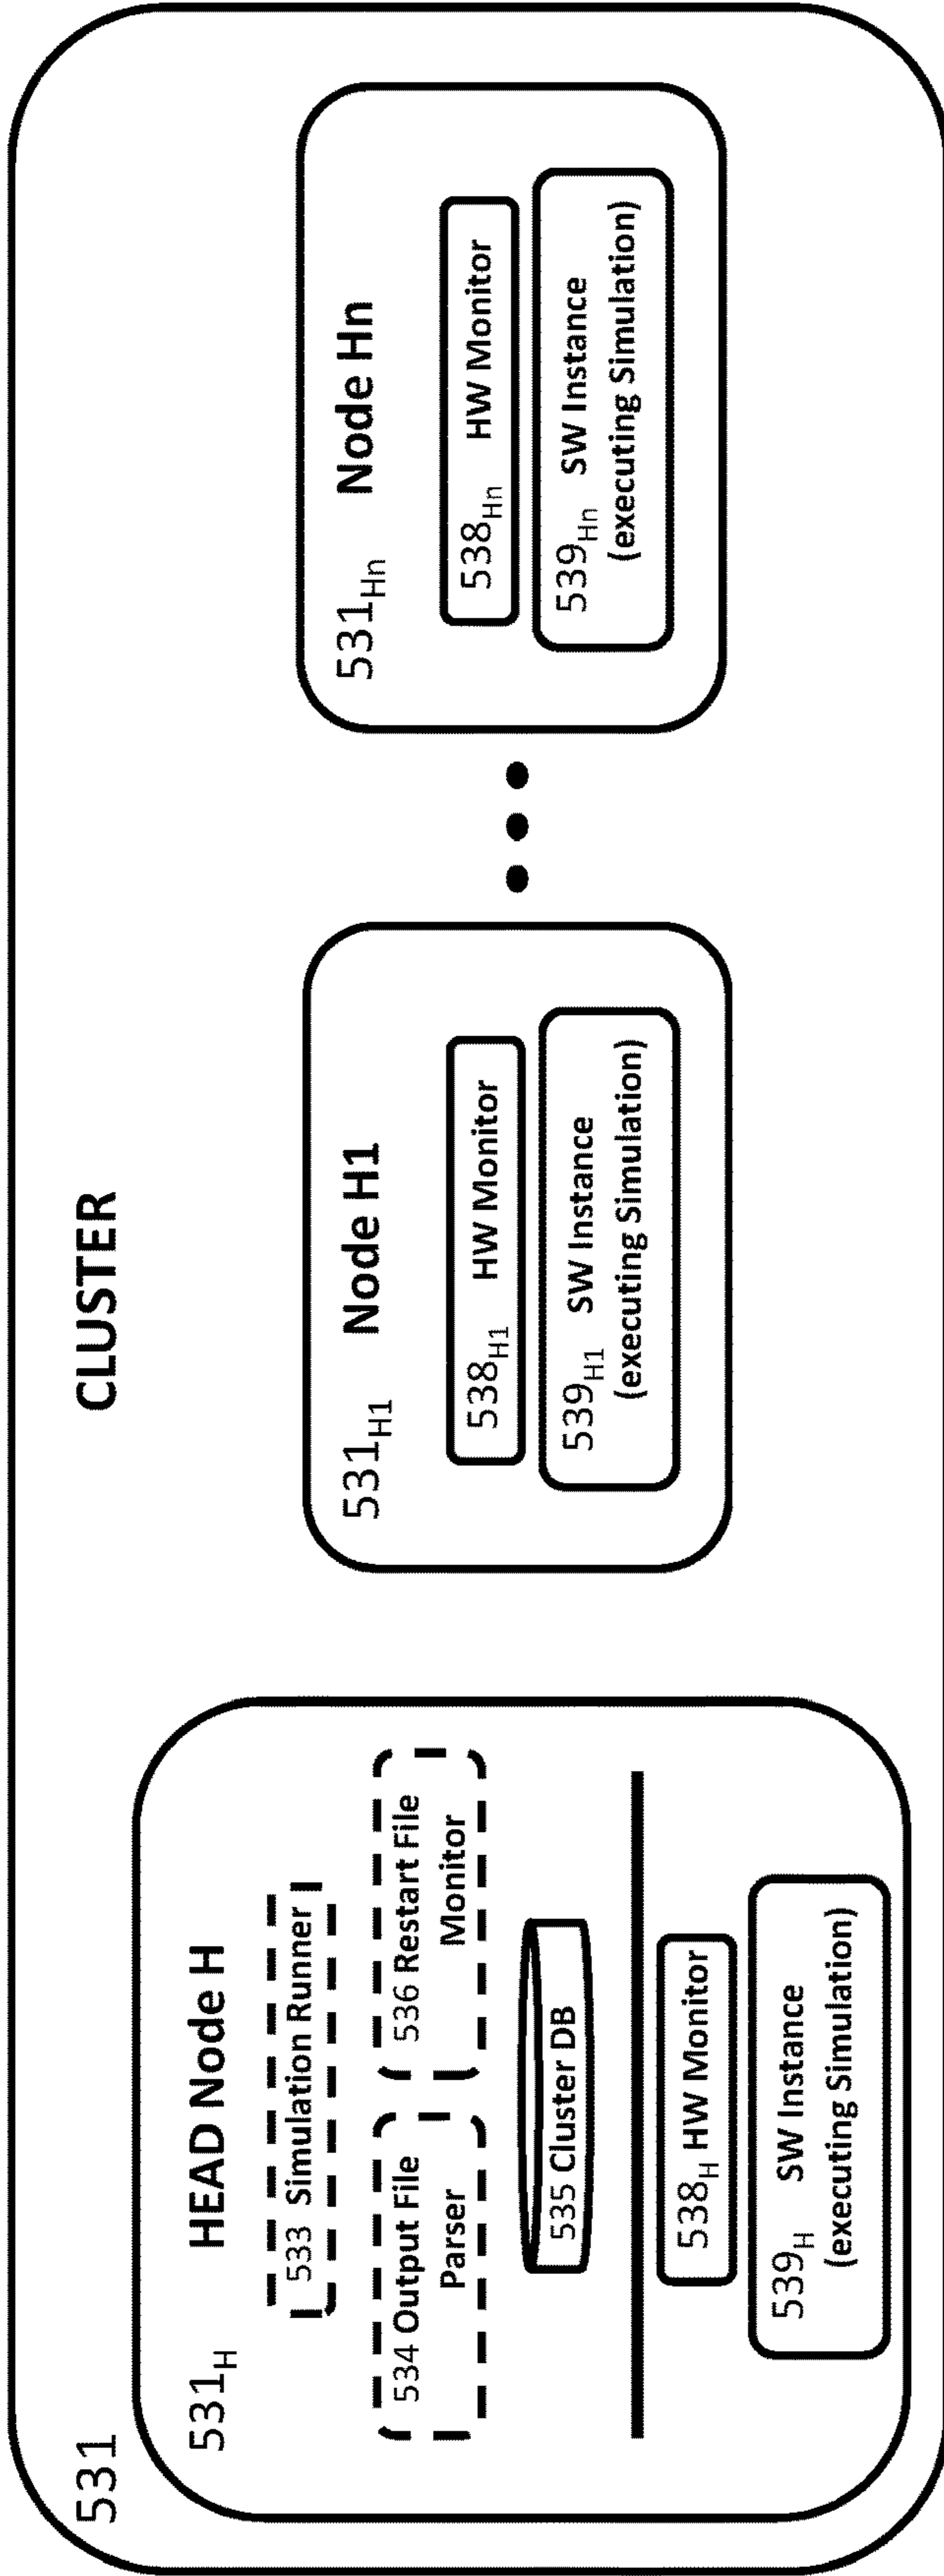 531
CLUSTER
531H HEAD Node H
533 Simulation Runner
534 Output File
Parser
536 Restart File
Monitor
535 Cluster DB
538H HW Monitor
539H SW Instance
(executing Simulation)
531H1 Node H1
538H1 HW Monitor
539H1 SW Instance
(executing Simulation)
531Hn Node Hn
538Hn HW Monitor
539Hn SW Instance
(executing Simulation)